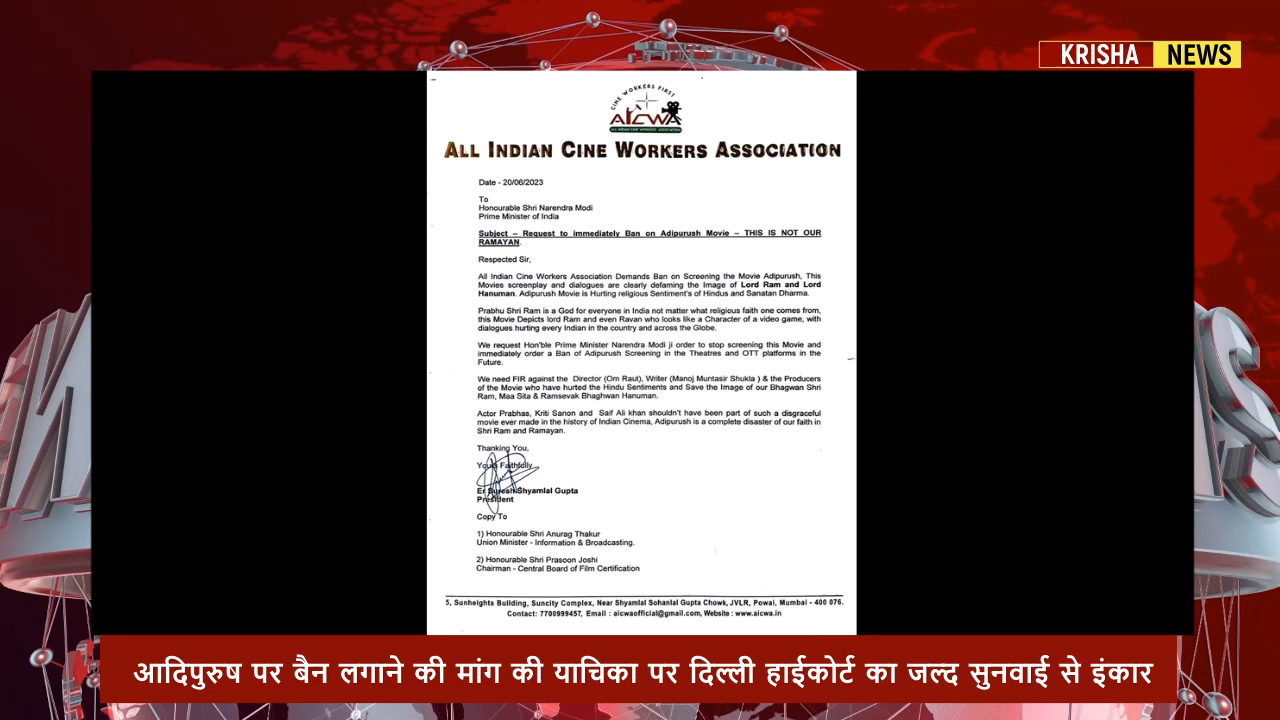 KRISHA NEWS
CINE WORKERS FIRST
AICWA
ALL INDIAN CINE WORKERS ASSOCIATION
ALL INDIAN CINE WORKERS ASSOCIATION
Date - 20/06/2023
To
Honourable Shri Narendra Modi
Prime Minister of India
Subject – Request to immediately Ban on Adipurush Movie – THIS IS NOT OUR
RAMAYAN.
Respected Sir,
All Indian Cine Workers Association Demands Ban on Screening the Movie Adipurush, This
Movies screenplay and dialogues are clearly defaming the Image of Lord Ram and Lord
Hanuman. Adipurush Movie is Hurting religious Sentiment's of Hindus and Sanatan Dharma.
Prabhu Shri Ram is a God for everyone in India not matter what religious faith one comes from,
this Movie Depicts lord Ram and even Ravan who looks like a Character of a video game, with
dialogues hurting every Indian in the country and across the Globe.
We request Hon'ble Prime Minister Narendra Modi ji order to stop screening this Movie and
immediately order a Ban of Adipurush Screening in the Theatres and OTT platforms in the
Future.
We need FIR against the Director (Om Raut), Writer (Manoj Muntasir Shukla ) & the Producers
of the Movie who have hurted the Hindu Sentiments and Save the Image of our Bhagwan Shri
Ram, Maa Sita & Ramsevak Bhaghwan Hanuman.
Actor Prabhas, Kriti Sanon and Saif Ali khan shouldn't have been part of such a disgraceful
movie ever made in the history of Indian Cinema, Adipurush is a complete disaster of our faith in
Shri Ram and Ramayan.
Thanking You,
Yours Faithfully
Er Suresh Shyamlal Gupta
President
Copy To
1) Honourable Shri Anurag Thakur
Union Minister - Information & Broadcasting.
2) Honourable Shri Prasoon Joshi
Chairman - Central Board of Film Certification
5, Sunheights Building, Suncity Complex, Near Shyamlal Sohanlal Gupta Chowk, JVLR, Powai, Mumbai - 400 076.
Contact: 7700999457, Email : aicwaofficial@gmail.com, Website : www.aicwa.in
आदिपुरुष पर बैन लगाने की मांग की याचिका पर दिल्ली हाईकोर्ट का जल्द सुनवाई से इंकार